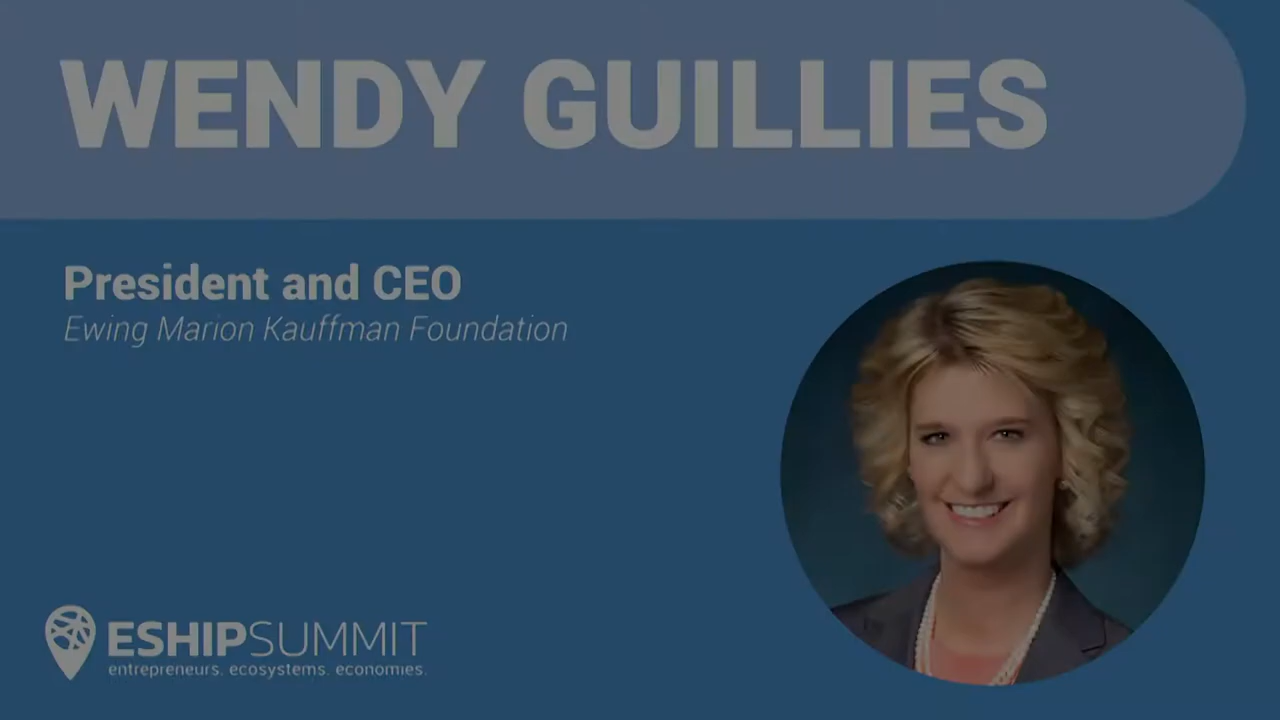 WENDY GUILLIES
President and CEO
Ewing Marion Kauffman Foundation
ESHIPSUMMIT
entrepreneurs. ecosystems. economies.